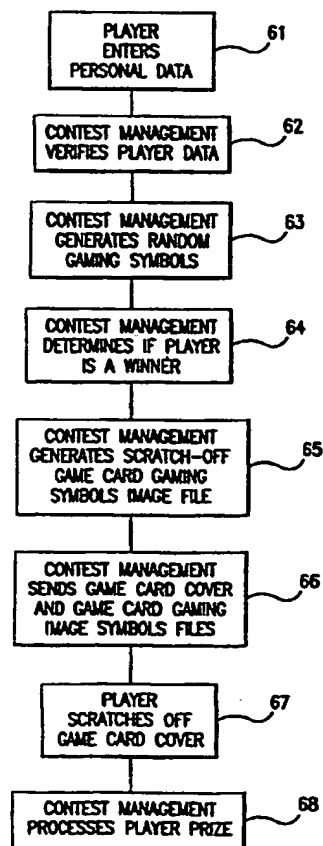 PLAYER
ENTERS
PERSONAL DATA
61
CONTEST MANAGEMENT
VERIFIES PLAYER DATA
62
CONTEST MANAGEMENT
GENERATES RANDOM
GAMING SYMBOLS
63
CONTEST MANAGEMENT
DETERMINES IF PLAYER
IS A WINNER
64
CONTEST MANAGEMENT
GENERATES SCRATCH-OFF
GAME CARD GAMING
SYMBOLS IMAGE FILE
65
CONTEST MANAGEMENT
SENDS GAME CARD COVER
AND GAME CARD GAMING
IMAGE SYMBOLS FILES
66
PLAYER
SCRATCHES OFF
GAME CARD COVER
67
CONTEST MANAGEMENT
PROCESSES PLAYER PRIZE
68